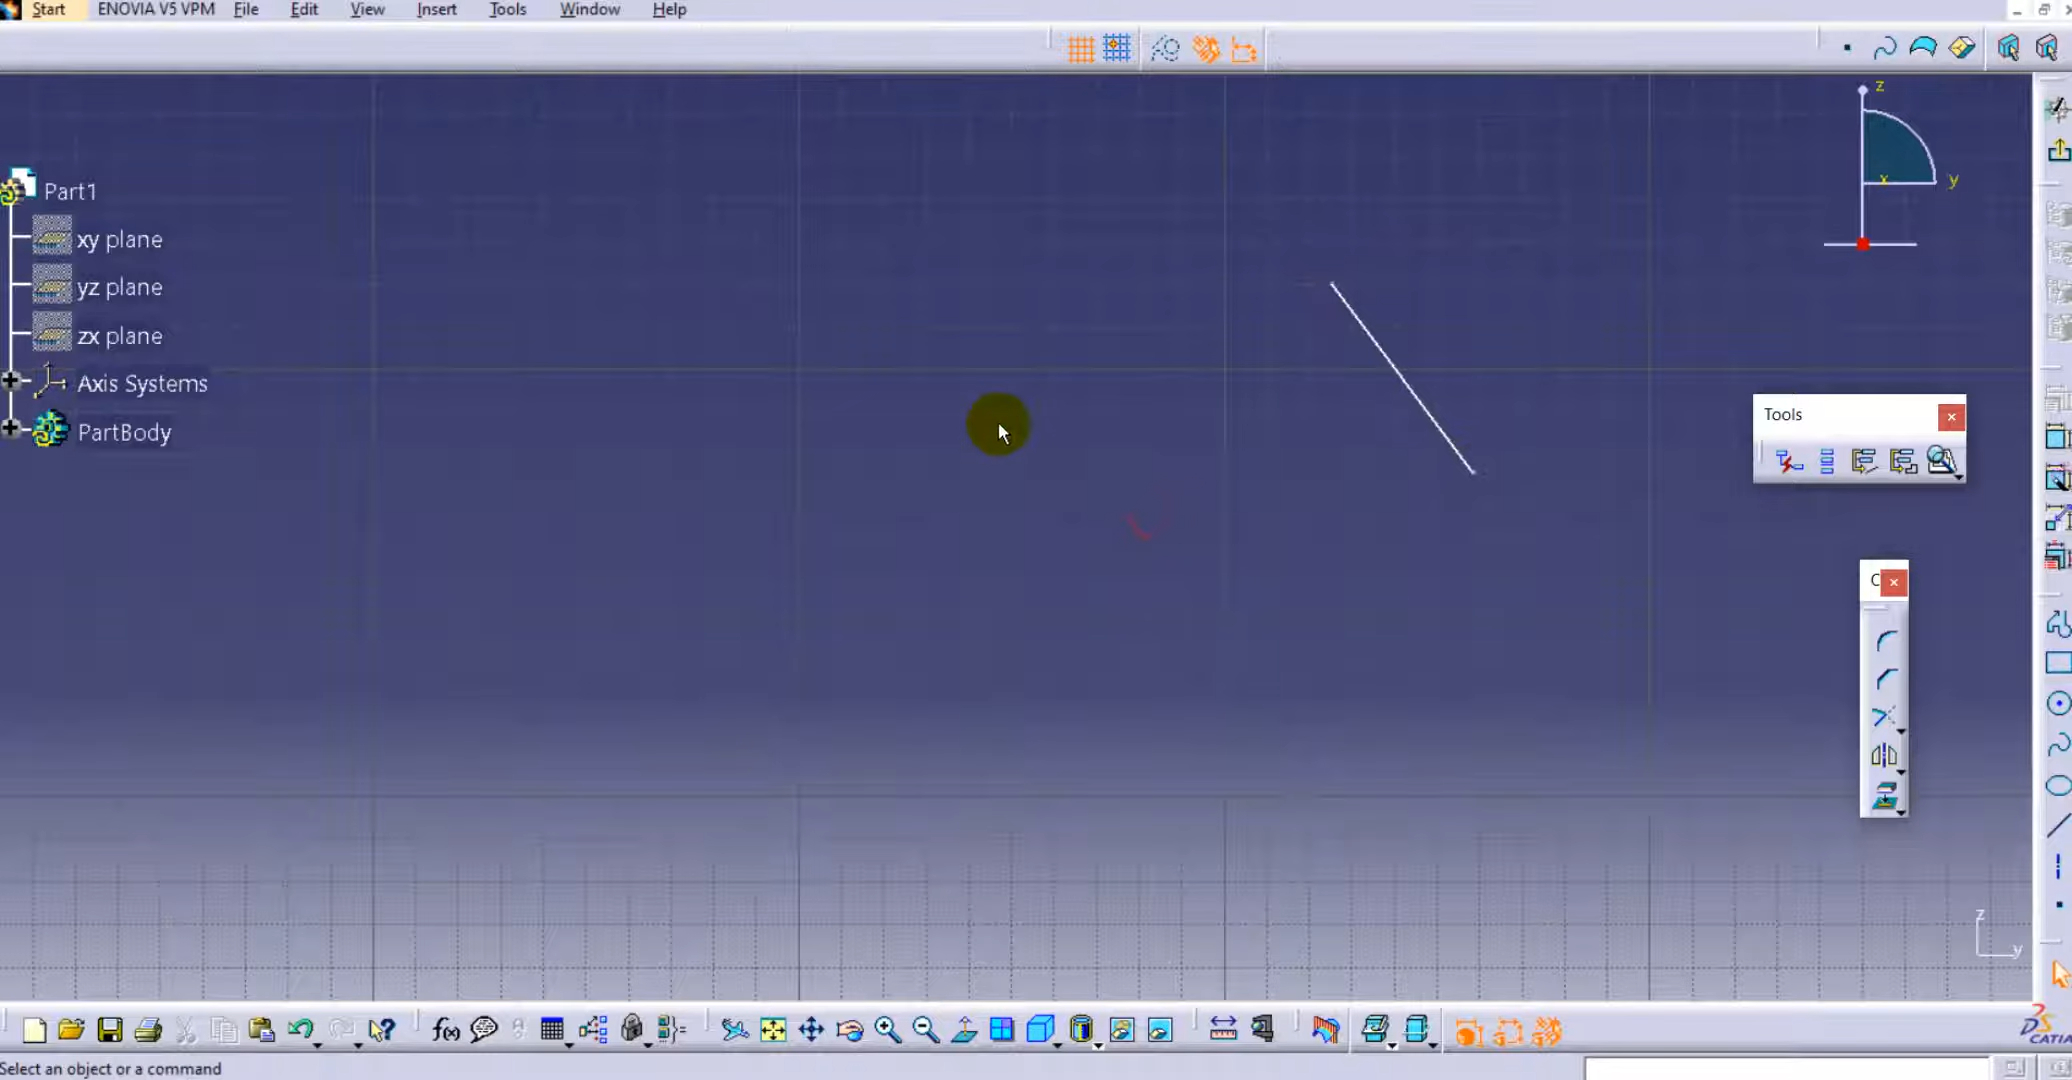 Start ENOVIA V5 VPM File Edit View Insert Tools Window Help
z
x y
Part1
xy plane
yz plane
zx plane
Axis Systems
PartBody
Tools
C
z
y
f(x)
DS
CATIA
Select an object or a command